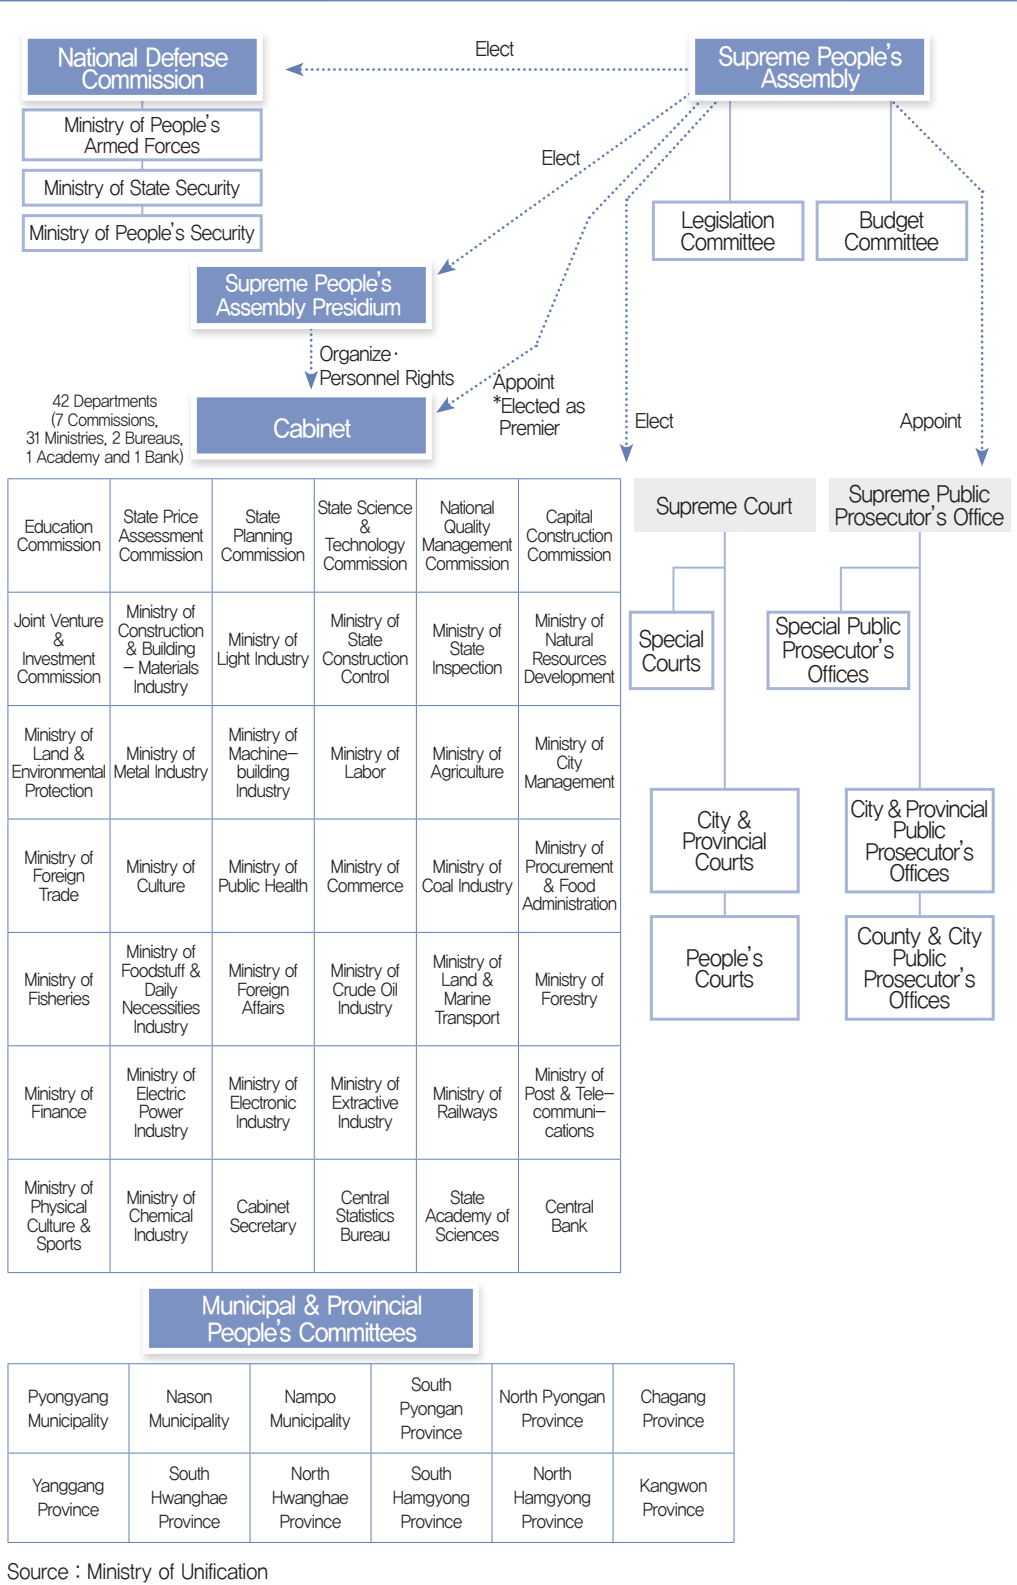 National Defense
Commission
Elect
Supreme People's
Assembly
Ministry of People's
Armed Forces
Ministry of State Security
Ministry of People's Security
Elect
Legislation
Committee
Budget
Committee
Supreme People's
Assembly Presidium
Organize·
Personnel Rights
Appoint
*Elected as
Premier
42 Departments
(7 Commissions,
31 Ministries, 2 Bureaus,
1 Academy and 1 Bank)
Cabinet
Elect
Appoint
Supreme Court
Supreme Public
Prosecutor's Office
Special
Courts
Special Public
Prosecutor's
Offices
City &
Provincial
Courts
City & Provincial
Public
Prosecutor's
Offices
People's
Courts
County & City
Public
Prosecutor's
Offices
Education
Commission
State Price
Assessment
Commission
State
Planning
Commission
State Science
&
Technology
Commission
National
Quality
Management
Commission
Capital
Construction
Commission
Joint Venture
&
Investment
Commission
Ministry of
Construction
& Building
– Materials
Industry
Ministry of
Light Industry
Ministry of
State
Construction
Control
Ministry of
State
Inspection
Ministry of
Natural
Resources
Development
Ministry of
Land &
Environmental
Protection
Ministry of
Metal Industry
Ministry of
Machine–
building
Industry
Ministry of
Labor
Ministry of
Agriculture
Ministry of
City
Management
Ministry of
Foreign
Trade
Ministry of
Culture
Ministry of
Public Health
Ministry of
Commerce
Ministry of
Coal Industry
Ministry of
Procurement
& Food
Administration
Ministry of
Fisheries
Ministry of
Foodstuff &
Daily
Necessities
Industry
Ministry of
Foreign
Affairs
Ministry of
Crude Oil
Industry
Ministry of
Land &
Marine
Transport
Ministry of
Forestry
Ministry of
Finance
Ministry of
Electric
Power
Industry
Ministry of
Electronic
Industry
Ministry of
Extractive
Industry
Ministry of
Railways
Ministry of
Post & Tele–
communi–
cations
Ministry of
Physical
Culture &
Sports
Ministry of
Chemical
Industry
Cabinet
Secretary
Central
Statistics
Bureau
State
Academy of
Sciences
Central
Bank
Municipal & Provincial
People's Committees
Pyongyang
Municipality
Nason
Municipality
Nampo
Municipality
South
Pyongan
Province
North Pyongan
Province
Chagang
Province
Yanggang
Province
South
Hwanghae
Province
North
Hwanghae
Province
South
Hamgyong
Province
North
Hamgyong
Province
Kangwon
Province
Source : Ministry of Unification